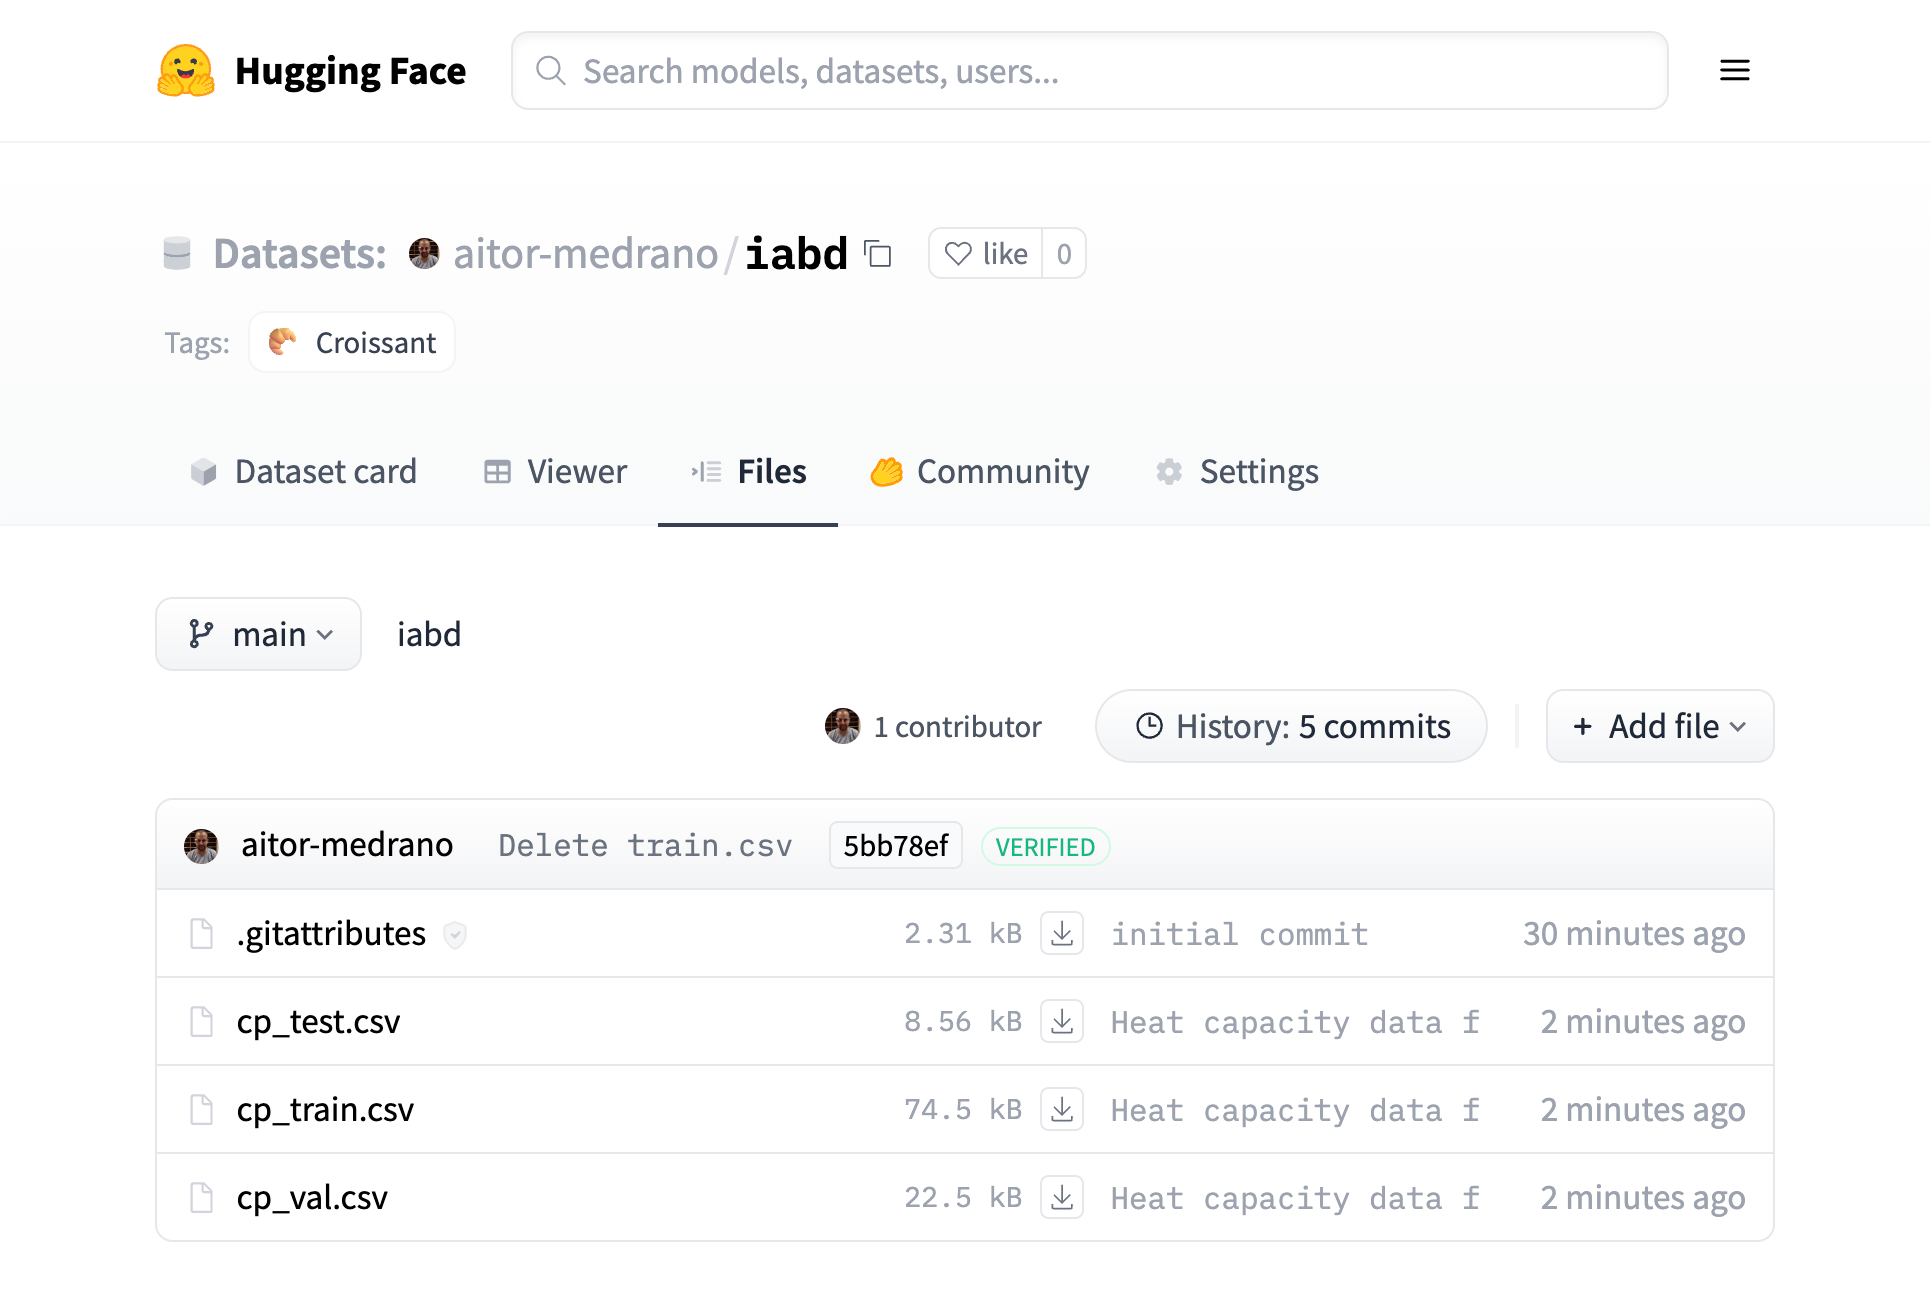 Hugging Face
Search models, datasets, users...
Datasets: aitor-medrano/iabd like 0
Tags: Croissant
Dataset card Viewer Files Community Settings
main iabd
1 contributor History: 5 commits + Add file
aitor-medrano Delete train.csv 5bb78ef VERIFIED
.gitattributes 2.31 kB initial commit 30 minutes ago
cp_test.csv 8.56 kB Heat capacity data f 2 minutes ago
cp_train.csv 74.5 kB Heat capacity data f 2 minutes ago
cp_val.csv 22.5 kB Heat capacity data f 2 minutes ago